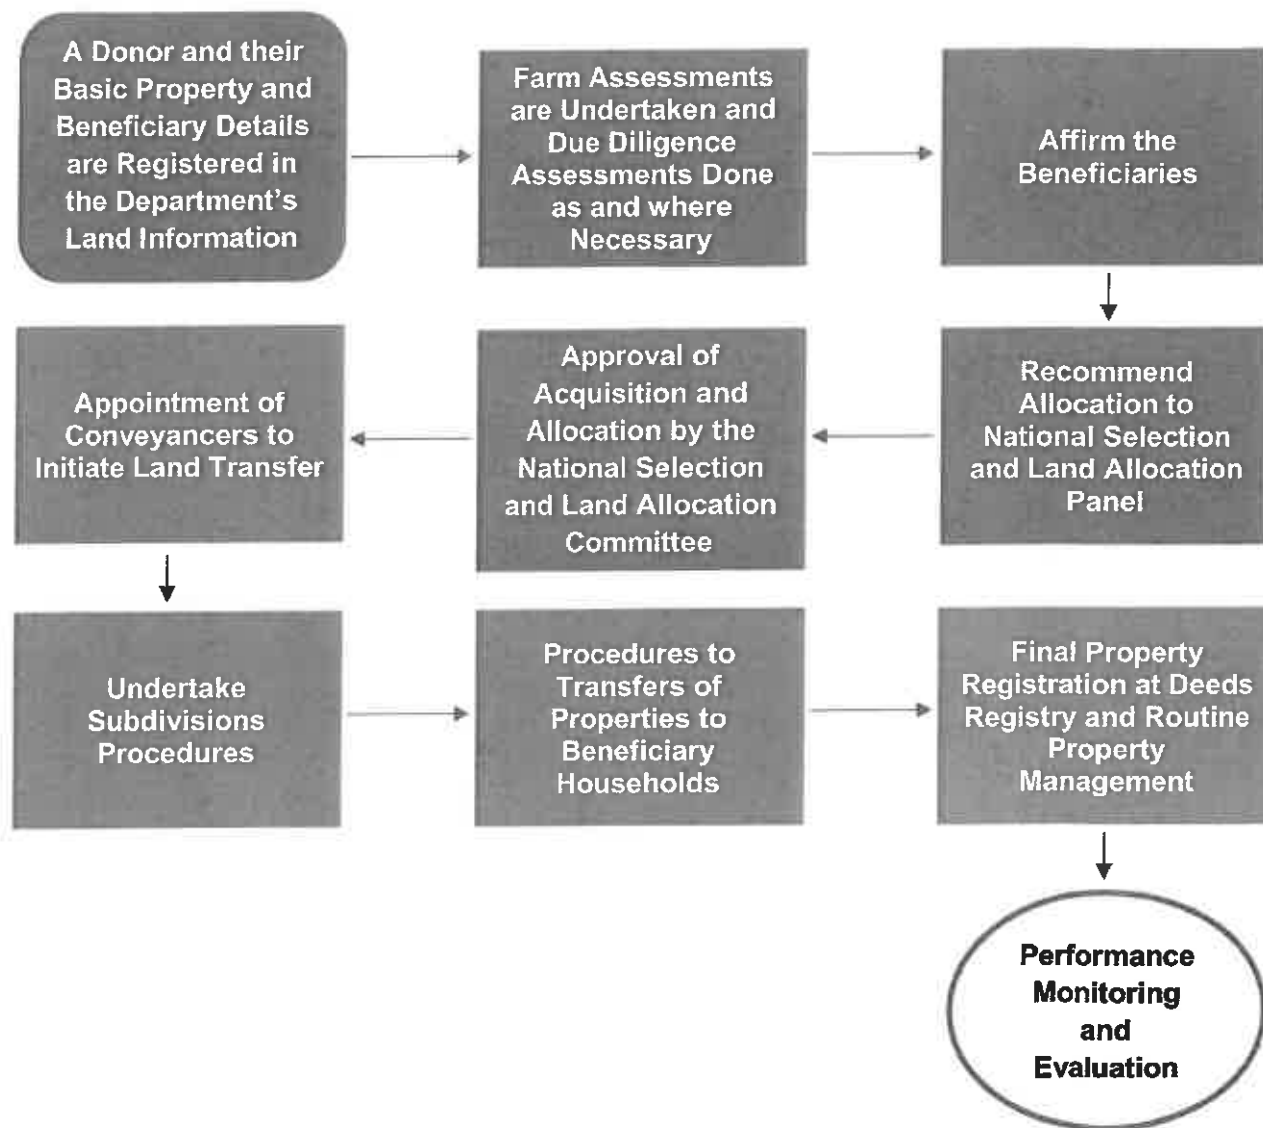 A Donor and their
Basic Property and
Beneficiary Details
are Registered in
the Department's
Land Information
Farm Assessments
are Undertaken and
Due Diligence
Assessments Done
as and where
Necessary
Affirm the
Beneficiaries
Recommend
Allocation to
National Selection
and Land Allocation
Panel
Approval of
Acquisition and
Allocation by the
National Selection
and Land Allocation
Committee
Appointment of
Conveyancers to
Initiate Land Transfer
Undertake
Subdivisions
Procedures
Procedures to
Transfers of
Properties to
Beneficiary
Households
Final Property
Registration at Deeds
Registry and Routine
Property
Management
Performance
Monitoring
and
Evaluation